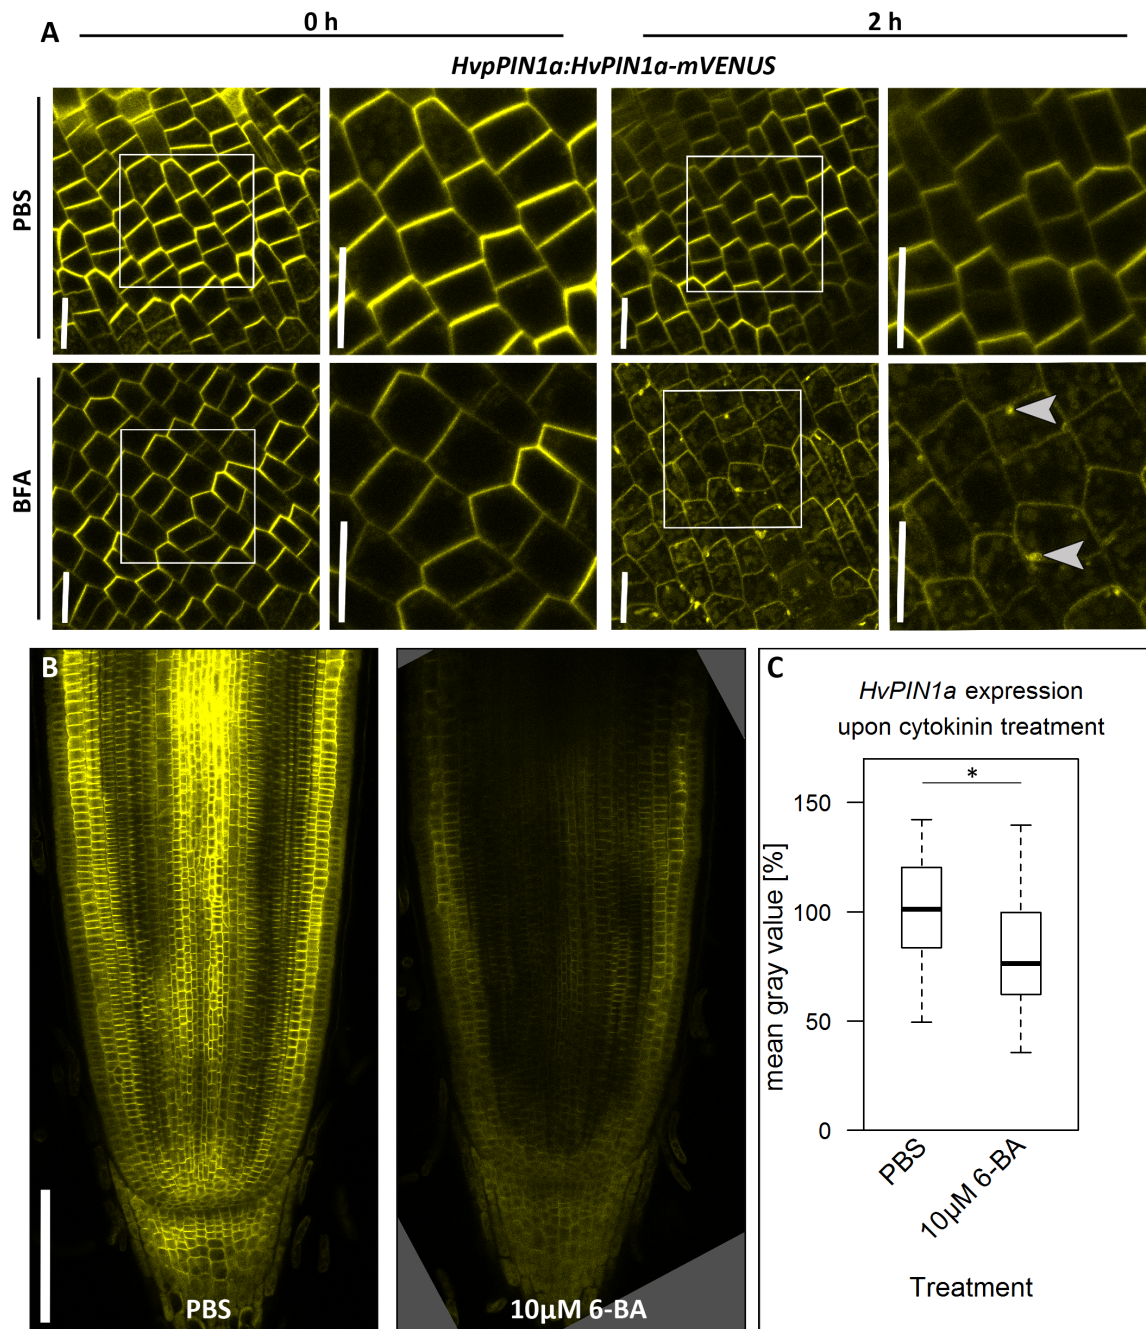 A
0 h
2 h
HvpPIN1a:HvPIN1a-mVENUS
PBS
BFA
B
PBS
10µM 6-BA
C
HvPIN1a expression
upon cytokinin treatment
*
mean gray value [%]
150
100
50
0
PBS
10µM 6-BA
Treatment